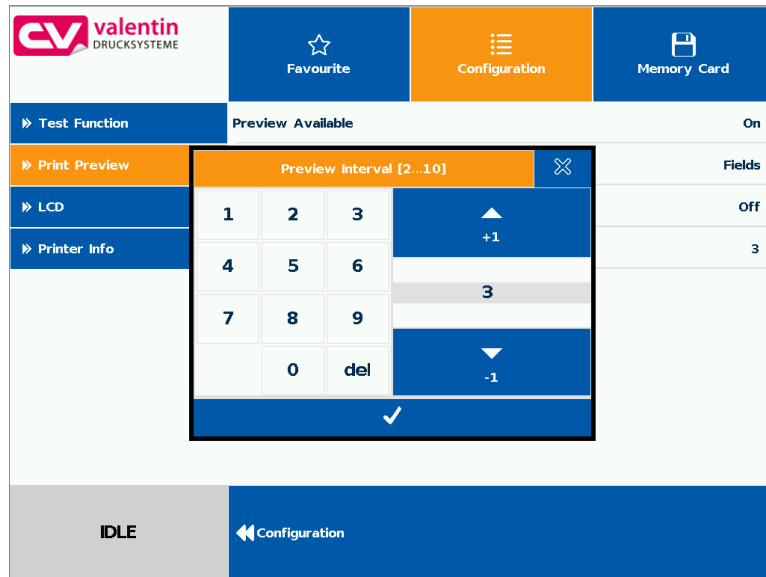 valentin
DRUCKSYSTEME
Favourite
Configuration
Memory Card
Test Function
Preview Available
On
Print Preview
Preview Interval [2...10]
Fields
LCD
Off
Printer Info
3
1 2 3
+1
4 5 6
3
7 8 9
0 del
-1
IDLE
Configuration